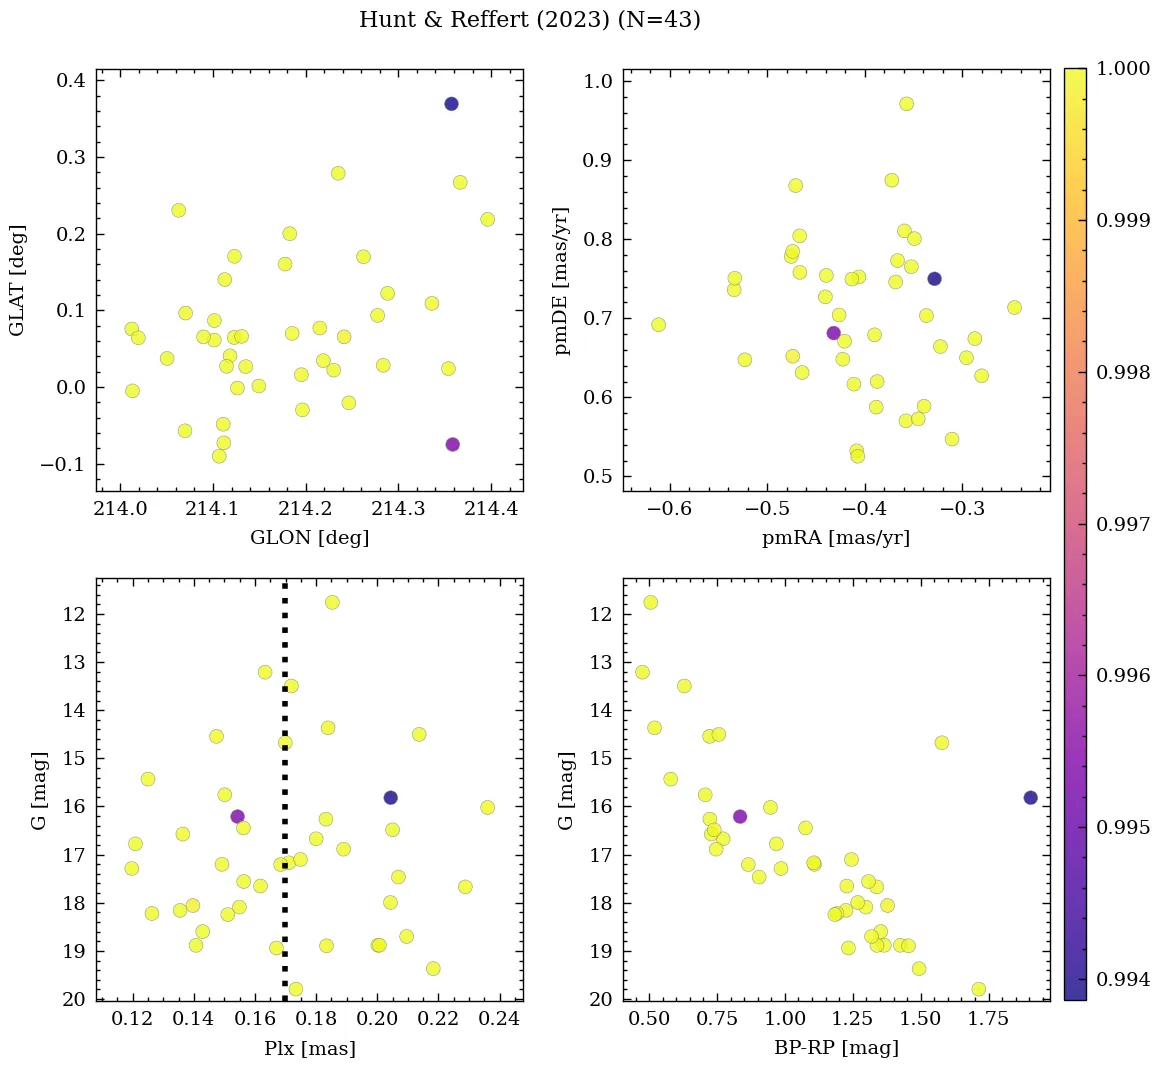 Hunt & Reffert (2023) (N=43)
0.4
0.3
0.2
0.1
0.0
−0.1
GLAT [deg]
214.0 214.1 214.2 214.3 214.4
GLON [deg]
1.0
0.9
0.8
0.7
0.6
0.5
pmDE [mas/yr]
−0.6 −0.5 −0.4 −0.3
pmRA [mas/yr]
12
13
14
15
16
17
18
19
20
G [mag]
0.12 0.14 0.16 0.18 0.20 0.22 0.24
Plx [mas]
12
13
14
15
16
17
18
19
20
G [mag]
0.50 0.75 1.00 1.25 1.50 1.75
BP-RP [mag]
1.000
0.999
0.998
0.997
0.996
0.995
0.994